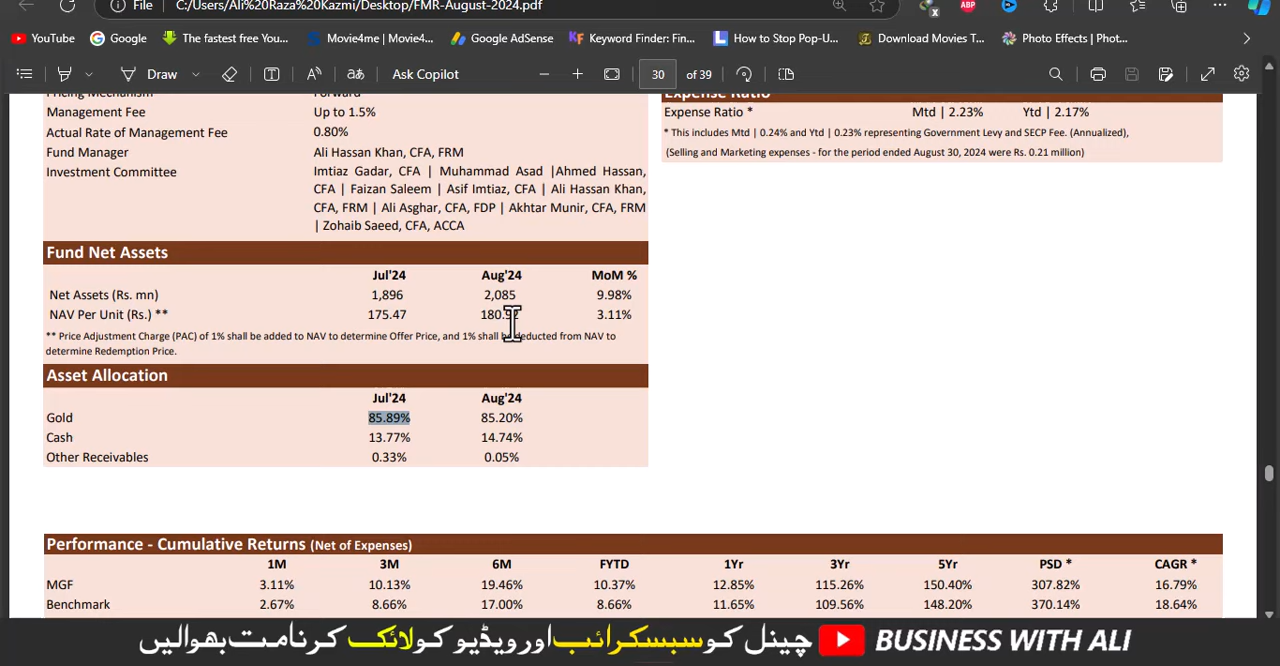 File C:/Users/Ali%20Raza%20Kazmi/Desktop/FMR-August-2024.pdf
YouTube Google The fastest free You... Movie4me | Movie4... Google AdSense Keyword Finder: Fin... How to Stop Pop-U... Download Movies T... Photo Effects | Phot...
Draw Ask Copilot 30 of 39
Pricing Mechanism Forward
Management Fee Up to 1.5%
Actual Rate of Management Fee 0.80%
Fund Manager Ali Hassan Khan, CFA, FRM
Investment Committee Imtiaz Gadar, CFA | Muhammad Asad |Ahmed Hassan,
CFA | Faizan Saleem | Asif Imtiaz, CFA | Ali Hassan Khan,
CFA, FRM | Ali Asghar, CFA, FDP | Akhtar Munir, CFA, FRM
| Zohaib Saeed, CFA, ACCA
Expense Ratio
Expense Ratio * Mtd | 2.23% Ytd | 2.17%
* This includes Mtd | 0.24% and Ytd | 0.23% representing Government Levy and SECP Fee. (Annualized),
(Selling and Marketing expenses - for the period ended August 30, 2024 were Rs. 0.21 million)
Fund Net Assets
Jul'24 Aug'24 MoM %
Net Assets (Rs. mn) 1,896 2,085 9.98%
NAV Per Unit (Rs.) ** 175.47 3.11%
** Price Adjustment Charge (PAC) of 1% shall be added to NAV to determine Offer Price, and 1% shall be deducted from NAV to
determine Redemption Price.
Asset Allocation
Jul'24 Aug'24
Gold 85.89% 85.20%
Cash 13.77% 14.74%
Other Receivables 0.33% 0.05%
Performance - Cumulative Returns (Net of Expenses)
1M 3M 6M FYTD 1Yr 3Yr 5Yr PSD * CAGR *
MGF 3.11% 10.13% 19.46% 10.37% 12.85% 115.26% 150.40% 307.82% 16.79%
Benchmark 2.67% 8.66% 17.00% 8.66% 11.65% 109.56% 148.20% 370.14% 18.64%
چینل کو سبسکرائب اور ویڈیو کو لائک کرنا مت بھوالیں BUSINESS WITH ALI